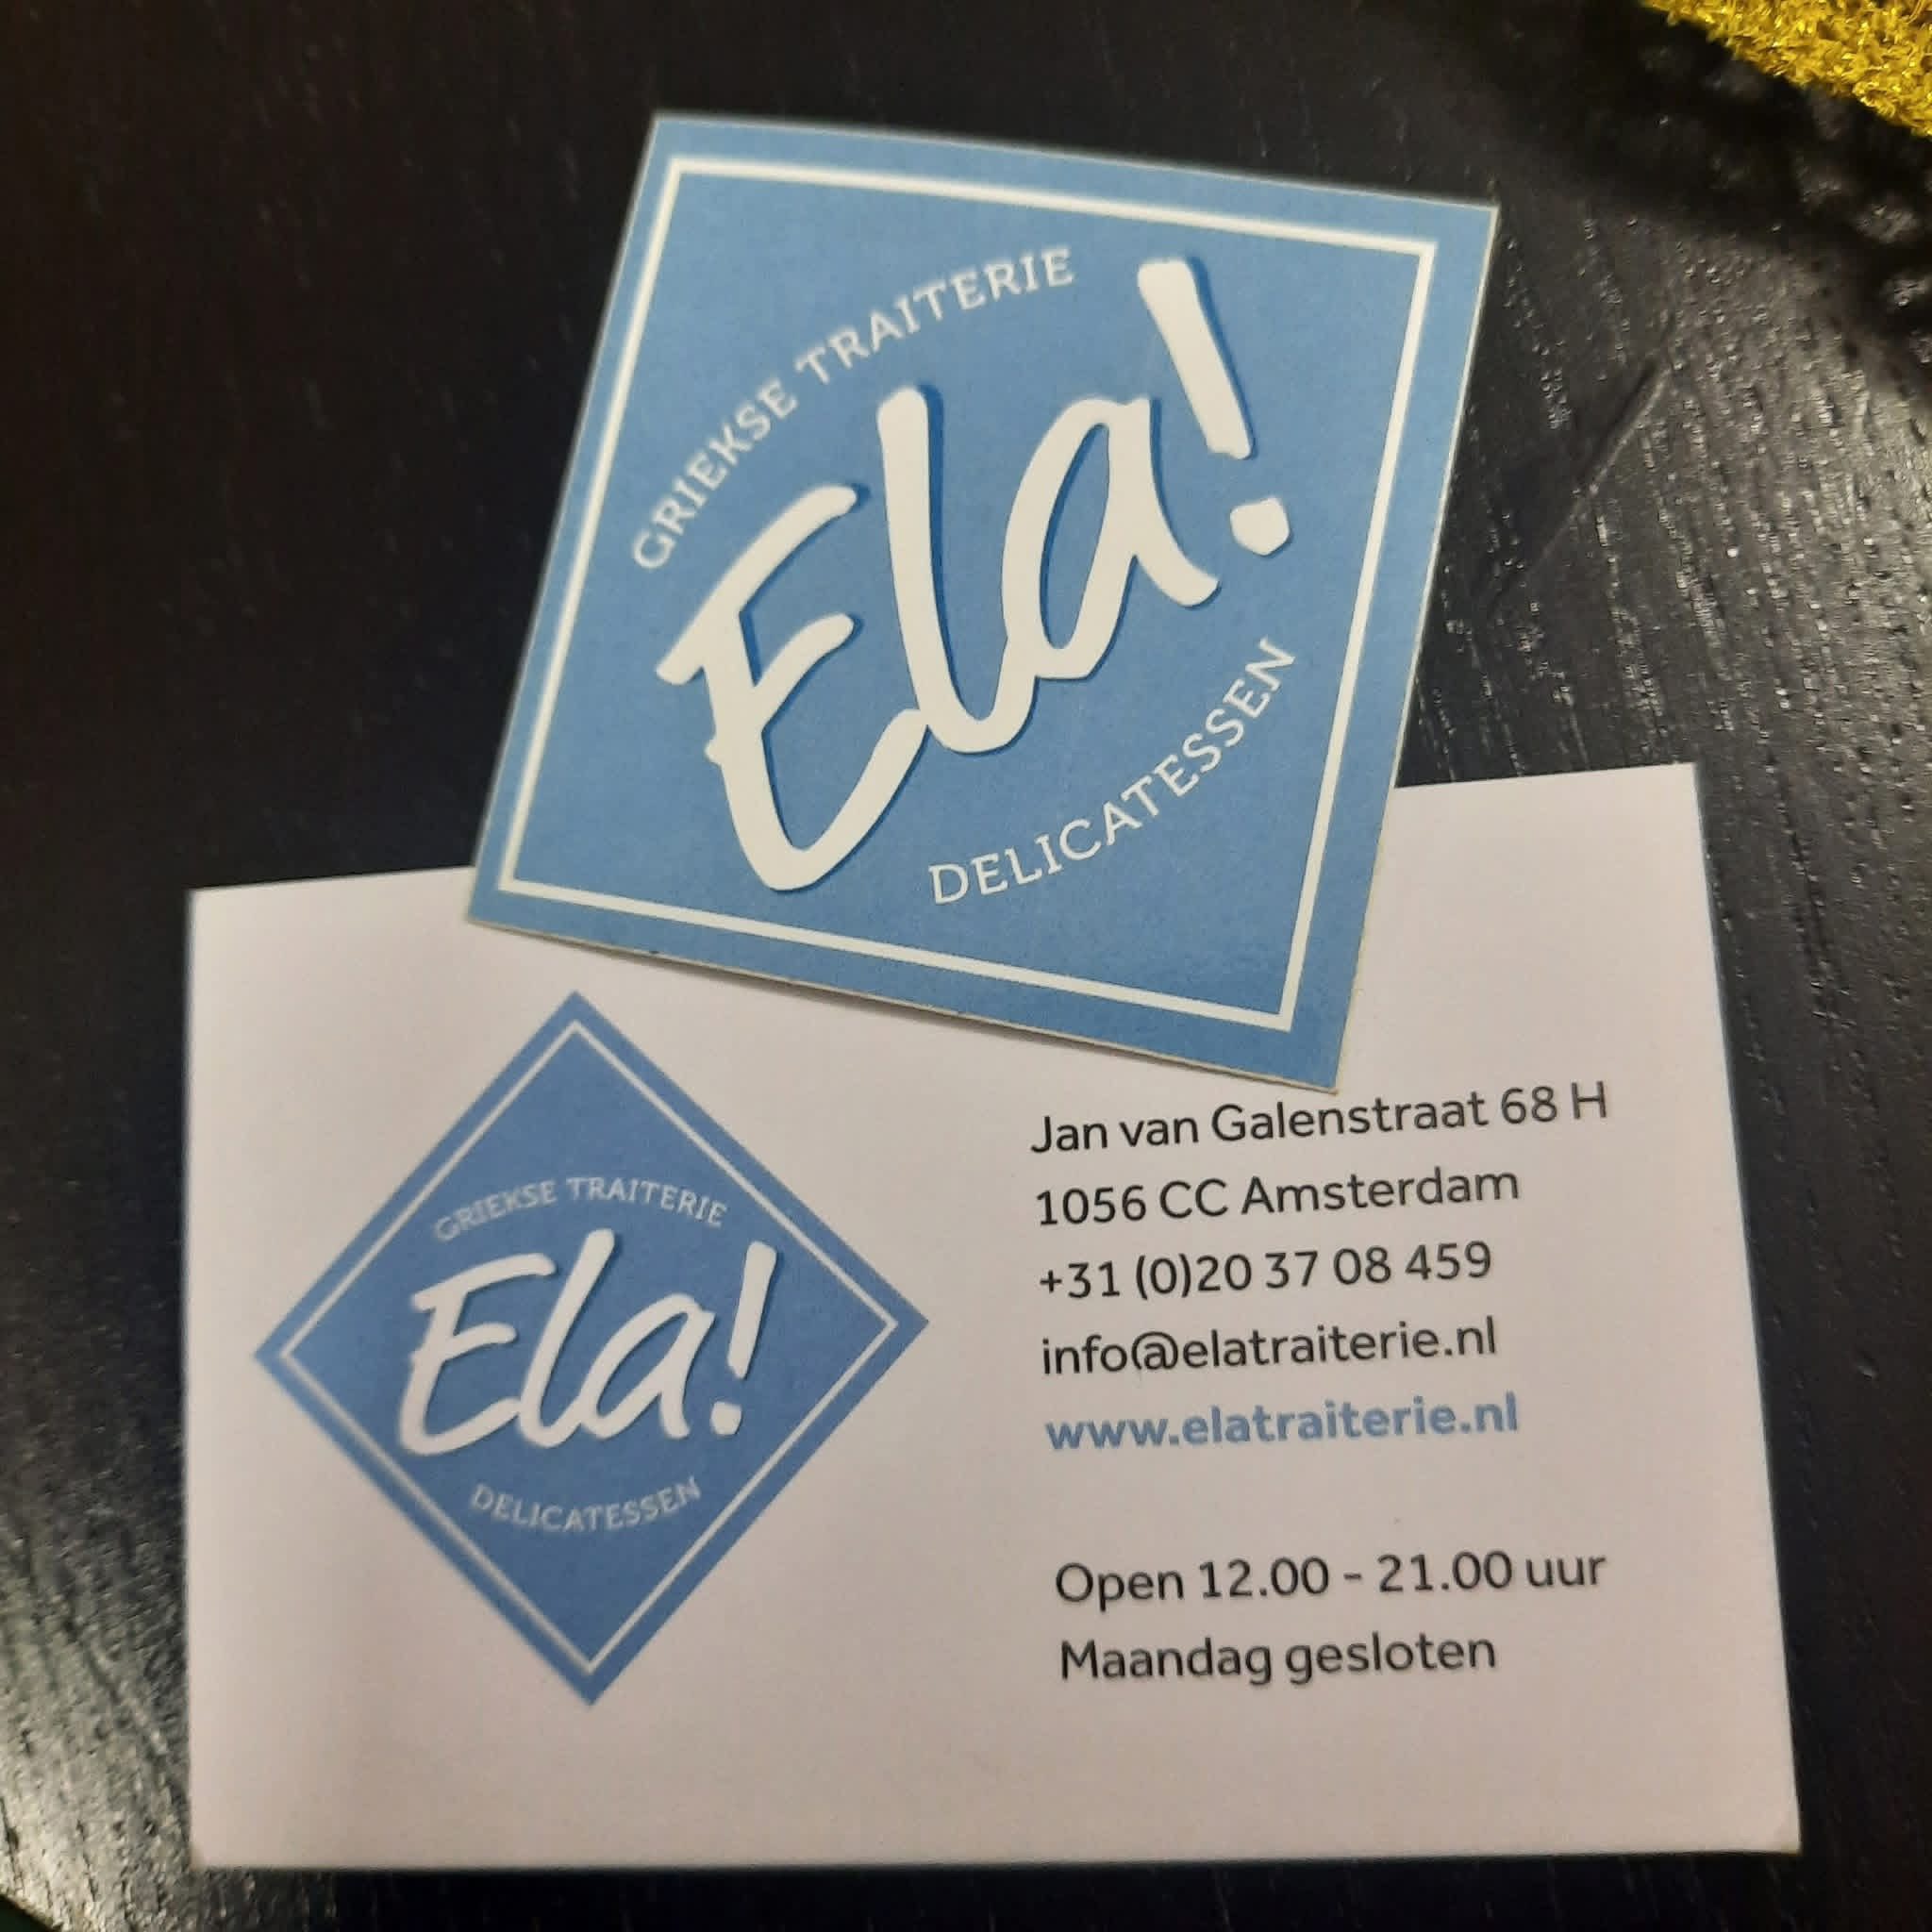 GRIEKSE TRAITERIE
Ela!
DELICATESSEN
GRIEKSE TRAITERIE
Ela!
DELICATESSEN
Jan van Galenstraat 68 H
1056 CC Amsterdam
+31 (0)20 37 08 459
info@elatraiterie.nl
www.elatraiterie.nl
Open 12.00 - 21.00 uur
Maandag gesloten